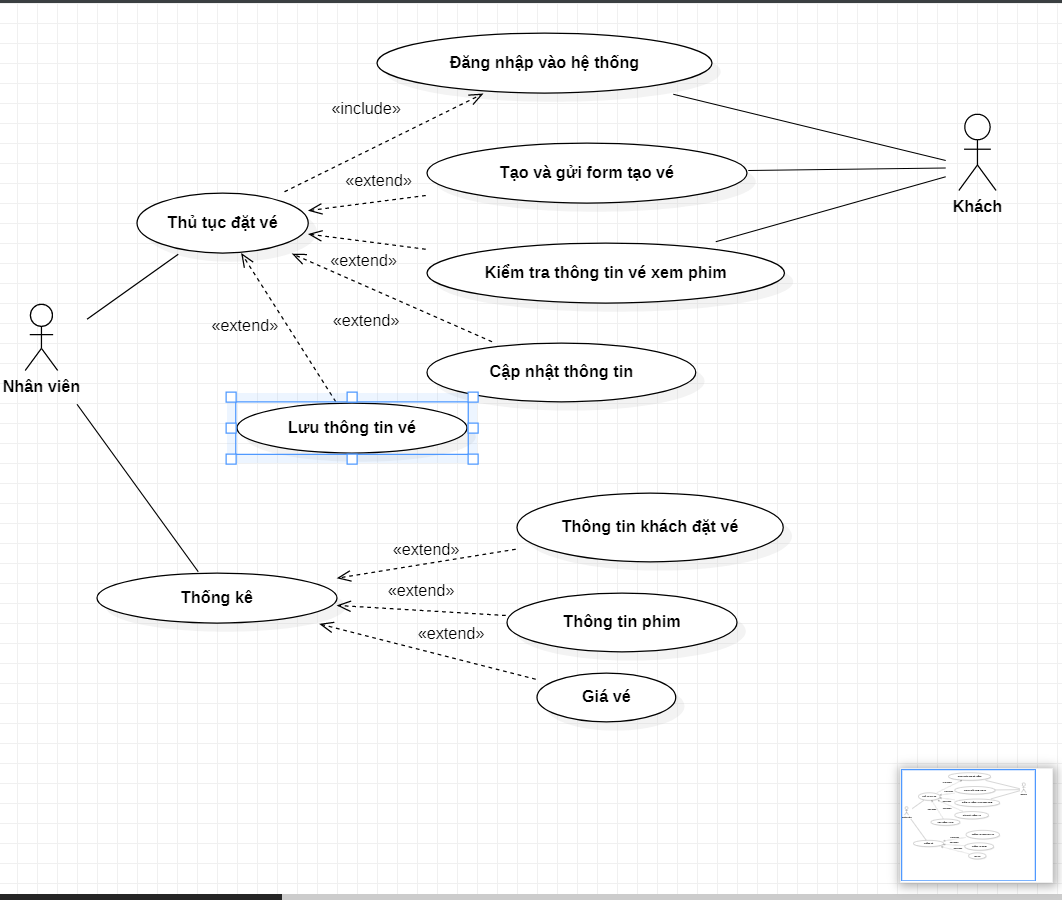 Đăng nhập vào hệ thống
«include»
Tạo và gửi form tạo vé
«extend»
Khách
Thủ tục đặt vé
«extend»
Kiểm tra thông tin vé xem phim
«extend»
«extend»
Cập nhật thông tin
Nhân viên
Lưu thông tin vé
Thông tin khách đặt vé
«extend»
«extend»
Thống kê
Thông tin phim
«extend»
Giá vé